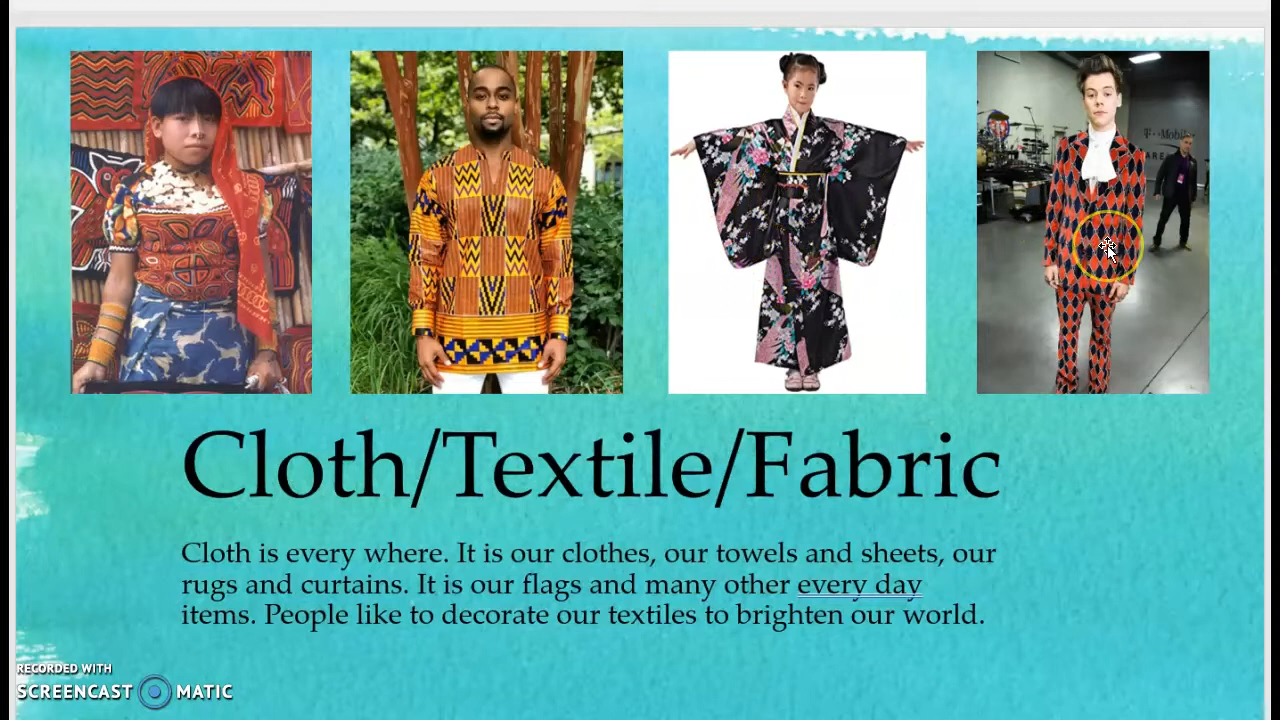 T··Mobile
ARE
Cloth/Textile/Fabric
Cloth is every where. It is our clothes, our towels and sheets, our
rugs and curtains. It is our flags and many other every day
items. People like to decorate our textiles to brighten our world.
RECORDED WITH
SCREENCAST MATIC